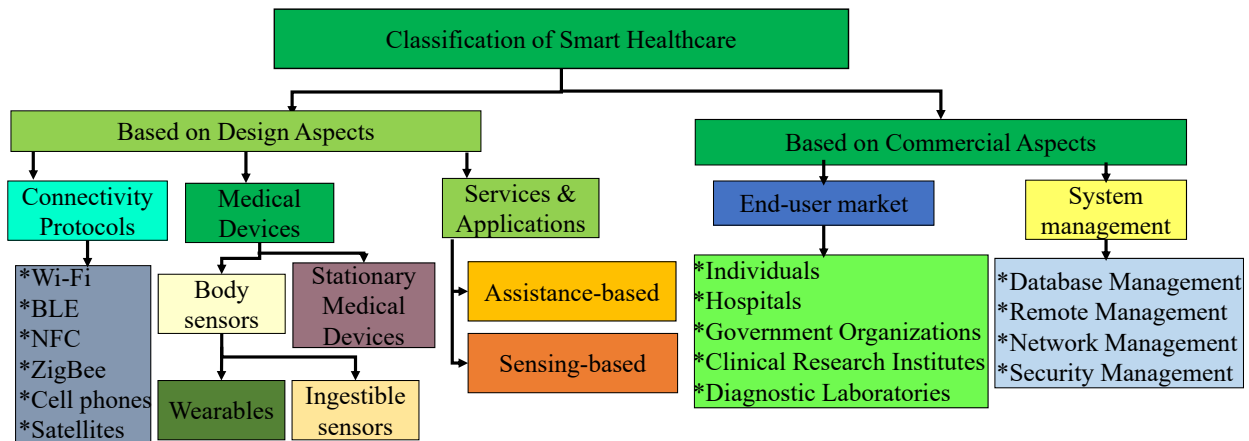 Classification of Smart Healthcare
Based on Design Aspects
Based on Commercial Aspects
Connectivity
Protocols
Medical
Devices
Services &
Applications
End-user market
System
management
*Wi-Fi
*BLE
*NFC
*ZigBee
*Cell phones
*Satellites
Body
sensors
Stationary
Medical
Devices
Wearables
Ingestible
sensors
Assistance-based
Sensing-based
*Individuals
*Hospitals
*Government Organizations
*Clinical Research Institutes
*Diagnostic Laboratories
*Database Management
*Remote Management
*Network Management
*Security Management